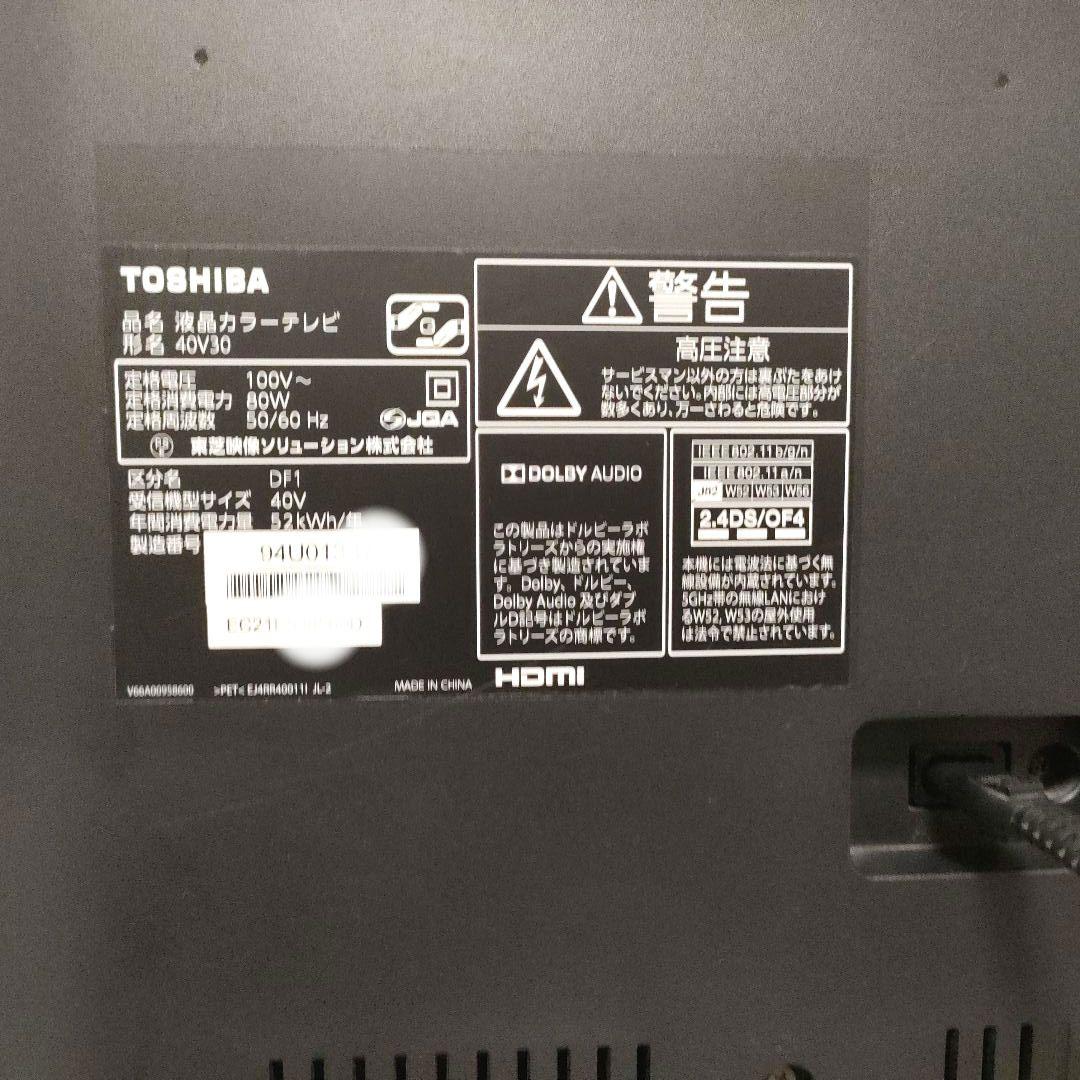 TOSHIBA
品名 液晶カラーテレビ
形名 40V30
定格電圧 100V～
定格消費電力 80W
定格周波数 50/60 Hz
JQA
東芝映像ソリューション株式会社
区分名 DF1
受信機型サイズ 40V
年間消費電力量 52kWh/年
製造番号
94U01
EC21
V66A00958600 >PET< EJ4RR40011I JL-2
MADE IN CHINA
警告
高圧注意
サービスマン以外の方は裏ぶたをあけ
ないでください。内部には高電圧部分が
数多くあり、万一さわると危険です。
DOLBY AUDIO
この製品はドルビーラボ
ラトリーズからの実施権
に基づき製造されていま
す。Dolby、ドルビー、
Dolby Audio 及びダブ
ルD記号はドルビーラボ
ラトリーズの商標です。
HDMI
IEEE802.11b/g/n
IEEE802.11a/n
J52 W52 W53 W56
2.4DS/OF4
本機には電波法に基づく無
線設備が内蔵されています。
5GHz帯の無線LANにおけ
るW52、W53の屋外使用
は法令で禁止されています。